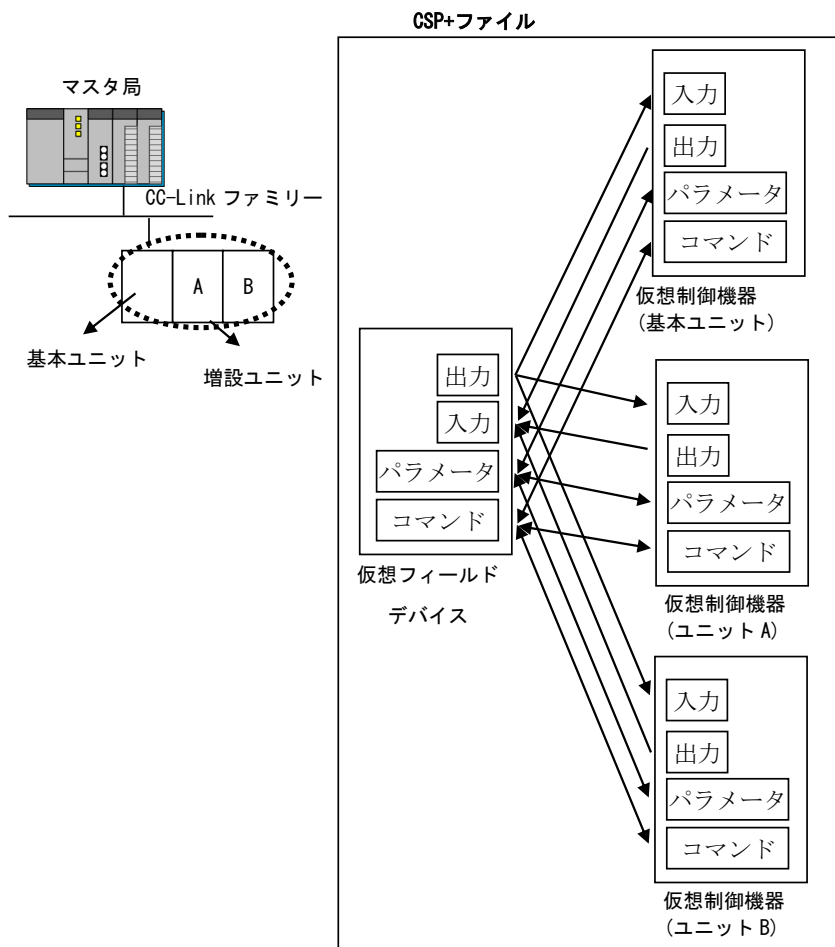 CSP+ファイル
マスタ局
CC-Link ファミリー
A
B
基本ユニット
増設ユニット
出力
入力
パラメータ
コマンド
仮想フィールド
デバイス
入力
出力
パラメータ
コマンド
仮想制御機器
(基本ユニット)
入力
出力
パラメータ
コマンド
仮想制御機器
(ユニット A)
入力
出力
パラメータ
コマンド
仮想制御機器
(ユニット B)